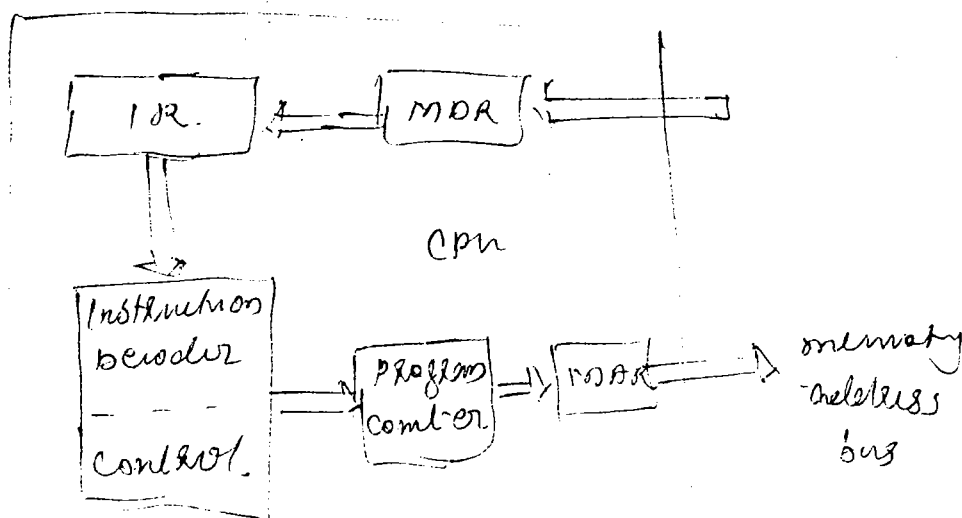 IR.
MDR
CPU
Instruction
Decoder
control.
Program
counter.
MAR
memory
address
bus